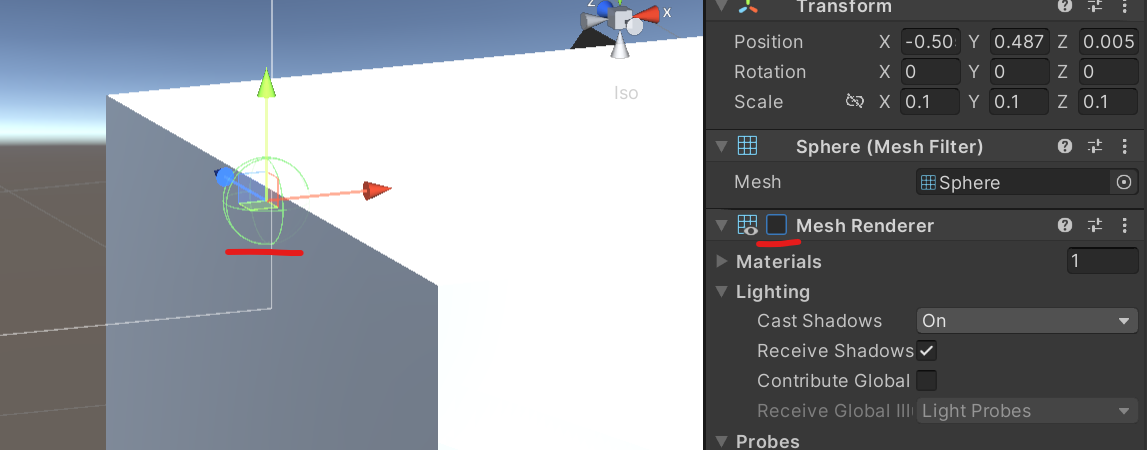 z
x
Iso
Transform
Position X -0.50 Y 0.487 Z 0.005
Rotation X 0 Y 0 Z 0
Scale X 0.1 Y 0.1 Z 0.1
Sphere (Mesh Filter)
Mesh Sphere
Mesh Renderer
Materials 1
Lighting
Cast Shadows On
Receive Shadows
Contribute Global
Receive Global Illu Light Probes
Probes